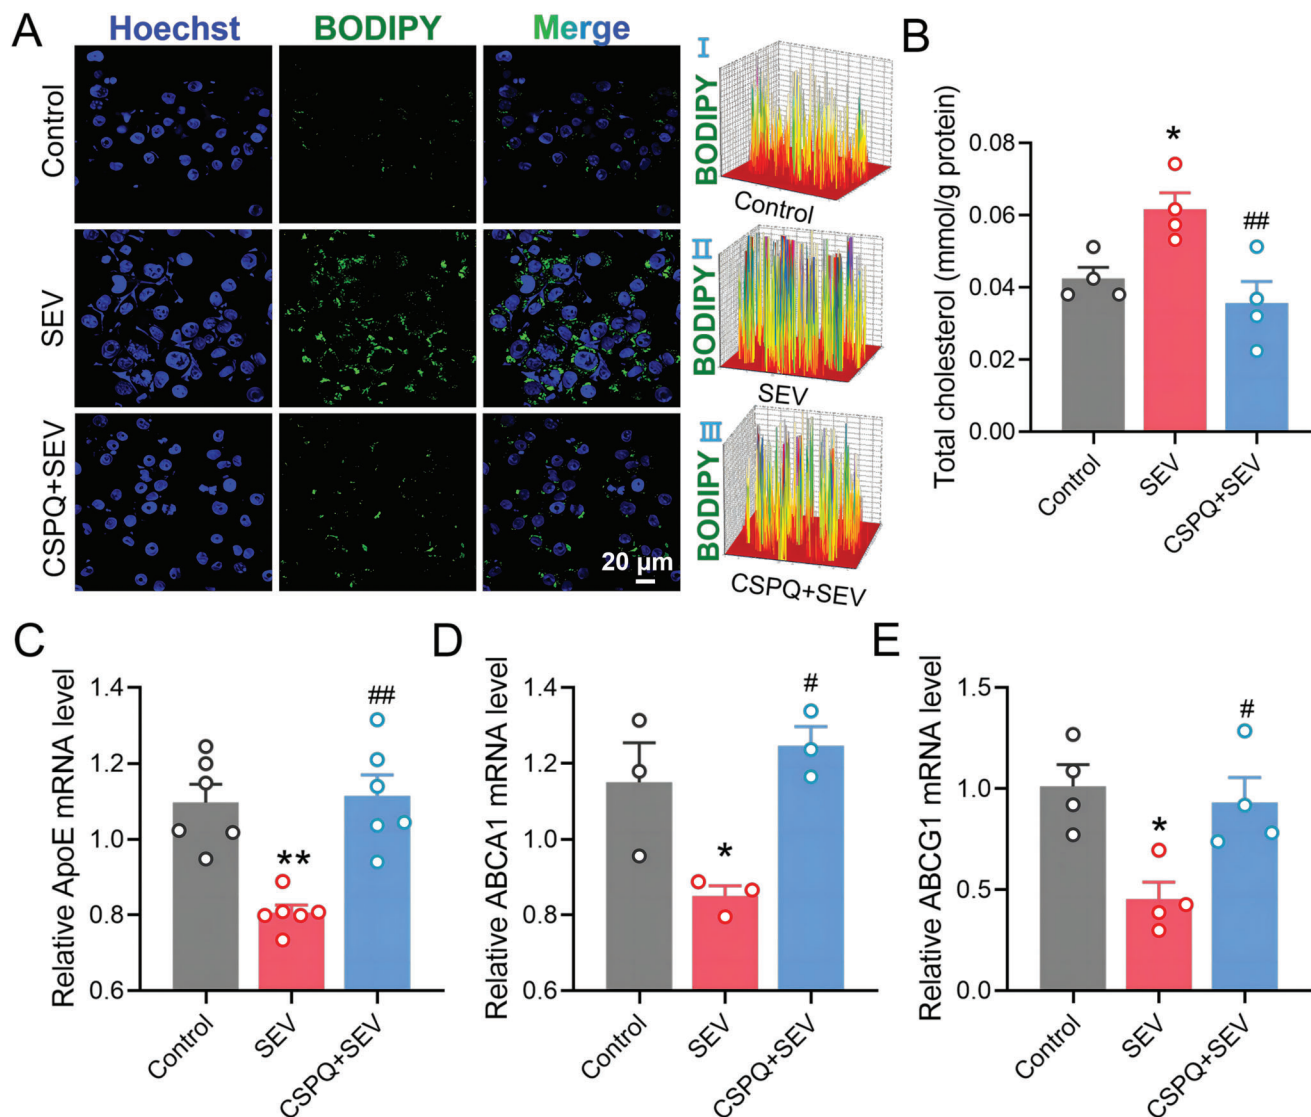 A
Hoechst
BODIPY
Merge
Control
SEV
CSPQ+SEV
20 µm
I
BODIPY
Control
II
BODIPY
SEV
III
BODIPY
CSPQ+SEV
B
Total cholesterol (mmol/g protein)
0.08
0.06
0.04
0.02
0.00
*
##
Control
SEV
CSPQ+SEV
C
Relative ApoE mRNA level
1.4
1.2
1.0
0.8
0.6
**
##
Control
SEV
CSPQ+SEV
D
Relative ABCA1 mRNA level
1.4
1.2
1.0
0.8
0.6
*
#
Control
SEV
CSPQ+SEV
E
Relative ABCG1 mRNA level
1.5
1.0
0.5
0.0
*
#
Control
SEV
CSPQ+SEV